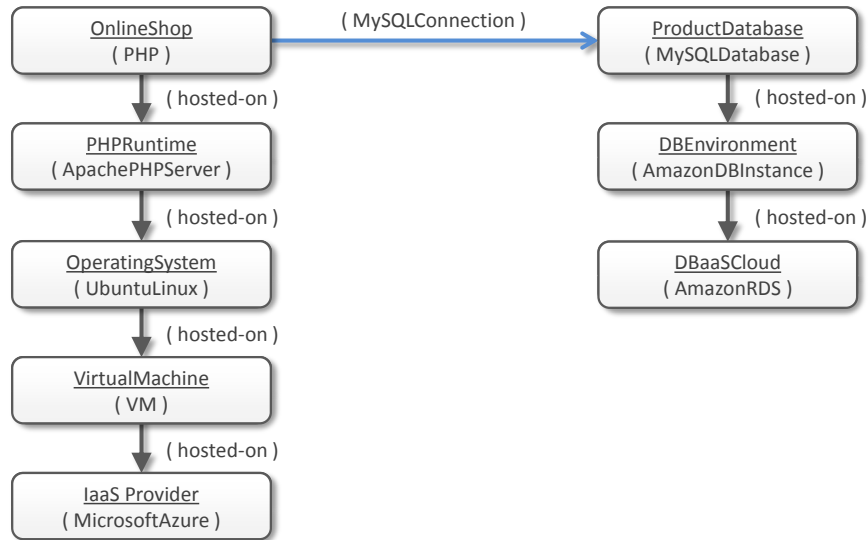 OnlineShop
( PHP )
( MySQLConnection )
ProductDatabase
( MySQLDatabase )
( hosted-on )
( hosted-on )
PHPRuntime
( ApachePHPServer )
DBEnvironment
( AmazonDBInstance )
( hosted-on )
( hosted-on )
OperatingSystem
( UbuntuLinux )
DBaaSCloud
( AmazonRDS )
( hosted-on )
VirtualMachine
( VM )
( hosted-on )
IaaS Provider
( MicrosoftAzure )